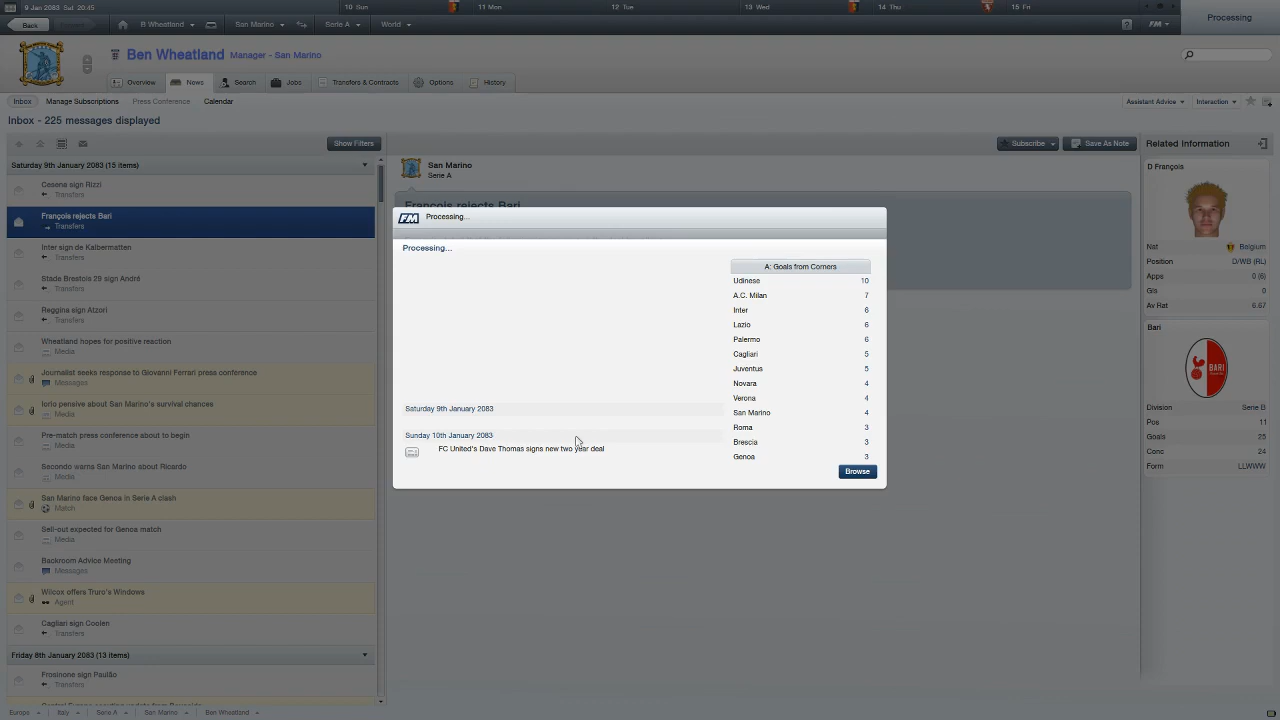 9 Jan 2083 Sat 20:45
10 Sun
11 Mon
12 Tue
13 Wed
14 Thu
15 Fri
Processing
Back
B Wheatland
San Marino
Serie A
World
FM
Ben Wheatland Manager - San Marino
Overview
News
Search
Jobs
Transfers & Contracts
Options
History
Inbox
Manage Subscriptions
Press Conference
Calendar
Assistant Advice
Interaction
Inbox - 225 messages displayed
Show Filters
Saturday 9th January 2083 (15 items)
Cesena sign Rizzi
Transfers
François rejects Bari
Transfers
Inter sign de Kalbermatten
Transfers
Stade Brestois 29 sign André
Transfers
Reggina sign Atzori
Transfers
Wheatland hopes for positive reaction
Media
Journalist seeks response to Giovanni Ferrari press conference
Messages
Iorio pensive about San Marino's survival chances
Media
Pre-match press conference about to begin
Media
Secondo warns San Marino about Ricardo
Media
San Marino face Genoa in Serie A clash
Match
Sell-out expected for Genoa match
Media
Backroom Advice Meeting
Messages
Wilcox offers Truro's Windows
Agent
Cagliari sign Coolen
Transfers
Friday 8th January 2083 (13 items)
Frosinone sign Paulão
Transfers
San Marino
Serie A
Subscribe
Save As Note
François rejects Bari
FM Processing...
Processing...
Saturday 9th January 2083
Sunday 10th January 2083
FC United's Dave Thomas signs new two year deal
A: Goals from Corners
Udinese 10
A.C. Milan 7
Inter 6
Lazio 6
Palermo 6
Cagliari 5
Juventus 5
Novara 4
Verona 4
San Marino 4
Roma 3
Brescia 3
Genoa 3
Browse
Related Information
D François
Nat Belgium
Position D/WB (RL)
Apps 0 (6)
Gls 0
Av Rat 6.67
Bari
Division Serie B
Pos 11
Goals 25
Conc 24
Form LLWWW
Europe
Italy
Serie A
San Marino
Ben Wheatland